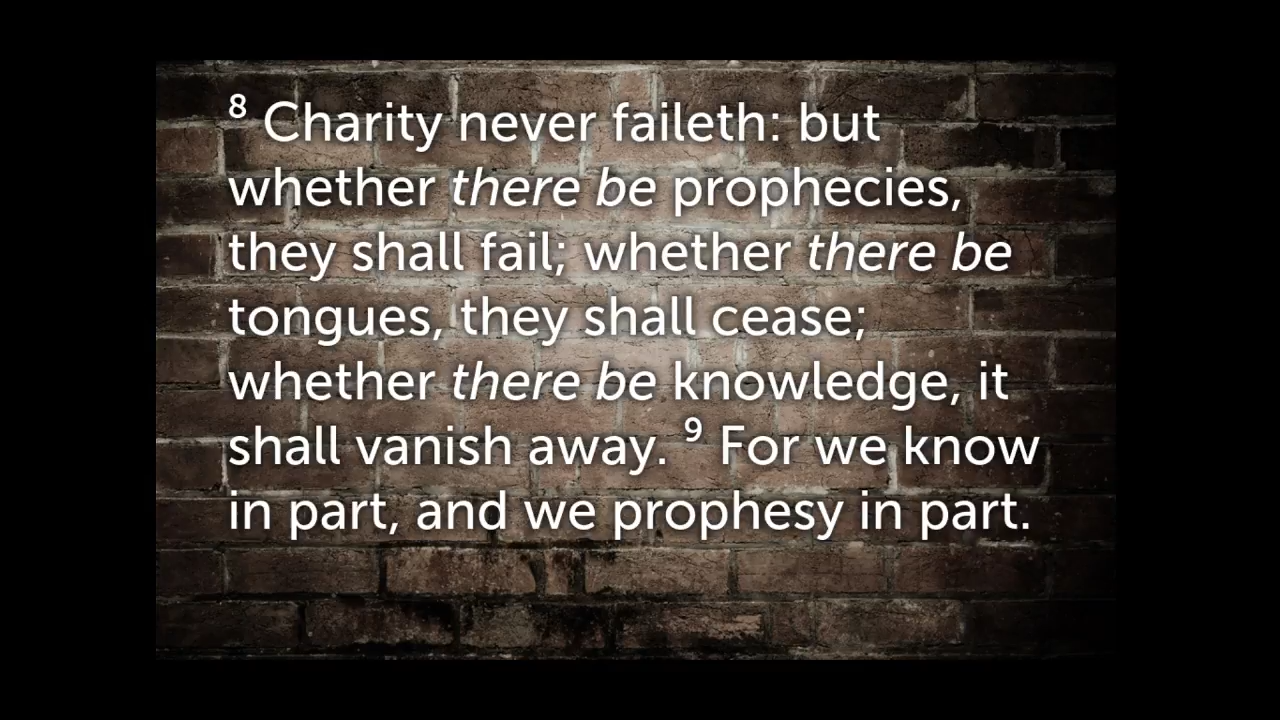 8 Charity never faileth: but
whether there be prophecies,
they shall fail; whether there be
tongues, they shall cease;
whether there be knowledge, it
shall vanish away. 9 For we know
in part, and we prophesy in part.